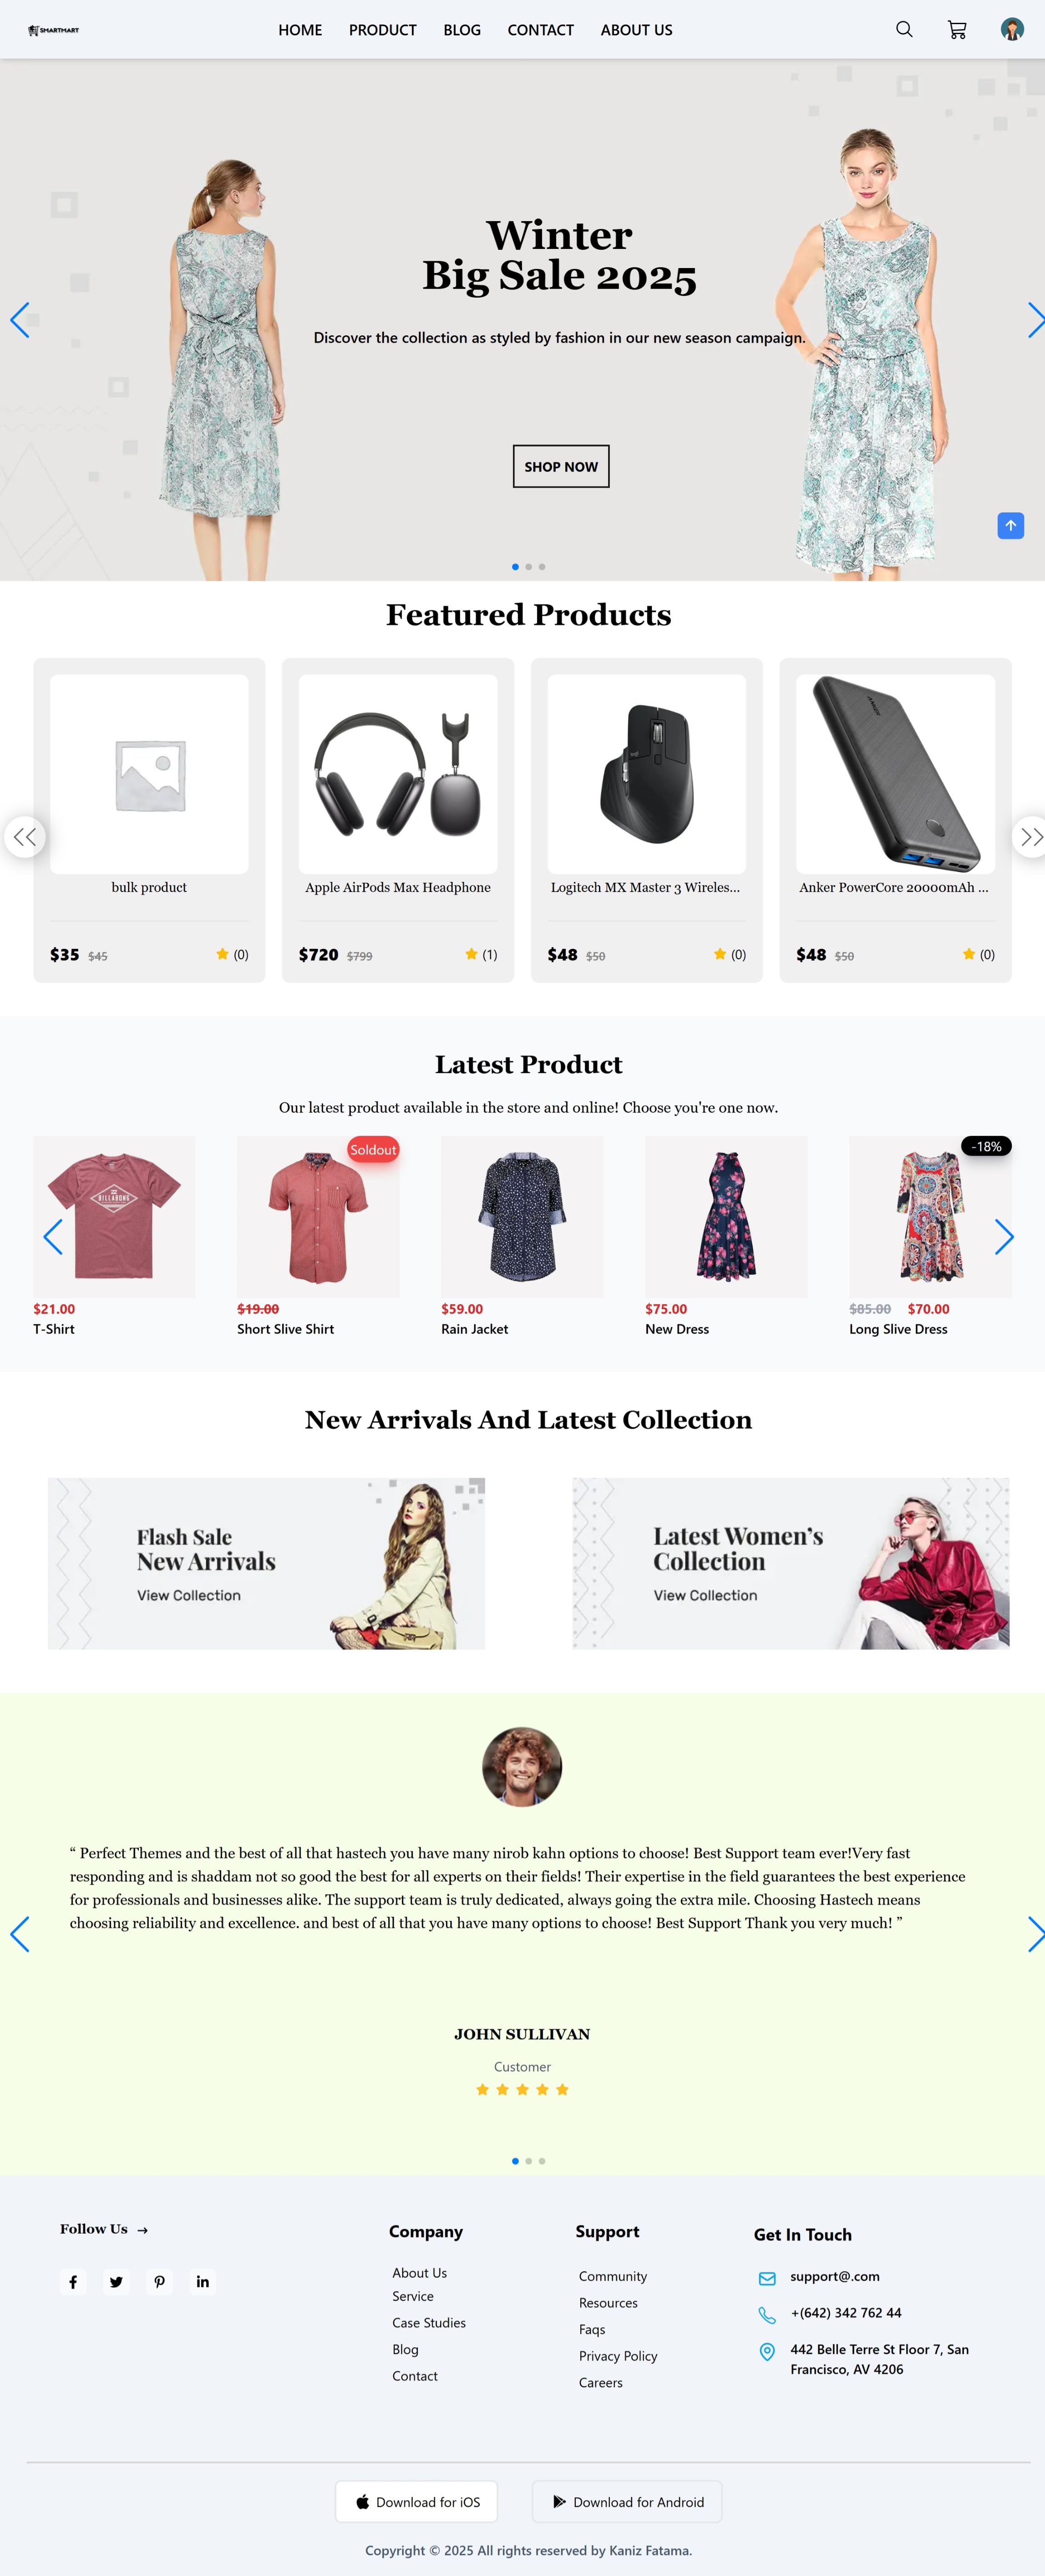 SMARTMART
HOME PRODUCT BLOG CONTACT ABOUT US
Winter
Big Sale 2025
Discover the collection as styled by fashion in our new season campaign.
SHOP NOW
Featured Products
bulk product
$35 $45 (0)
Apple AirPods Max Headphone
$720 $799 (1)
logi
Logitech MX Master 3 Wireles...
$48 $50 (0)
ANKER
Anker PowerCore 20000mAh ...
$48 $50 (0)
Latest Product
Our latest product available in the store and online! Choose you're one now.
BILLABONG
$21.00
T-Shirt
Soldout
$19.00
Short Slive Shirt
$59.00
Rain Jacket
$75.00
New Dress
-18%
$85.00 $70.00
Long Slive Dress
New Arrivals And Latest Collection
Flash Sale
New Arrivals
View Collection
Latest Women’s
Collection
View Collection
“ Perfect Themes and the best of all that hastech you have many nirob kahn options to choose! Best Support team ever!Very fast
responding and is shaddam not so good the best for all experts on their fields! Their expertise in the field guarantees the best experience
for professionals and businesses alike. The support team is truly dedicated, always going the extra mile. Choosing Hastech means
choosing reliability and excellence. and best of all that you have many options to choose! Best Support Thank you very much! ”
JOHN SULLIVAN
Customer
Follow Us →
Company
About Us
Service
Case Studies
Blog
Contact
Support
Community
Resources
Faqs
Privacy Policy
Careers
Get In Touch
support@.com
+(642) 342 762 44
442 Belle Terre St Floor 7, San
Francisco, AV 4206
Download for iOS
Download for Android
Copyright © 2025 All rights reserved by Kaniz Fatama.